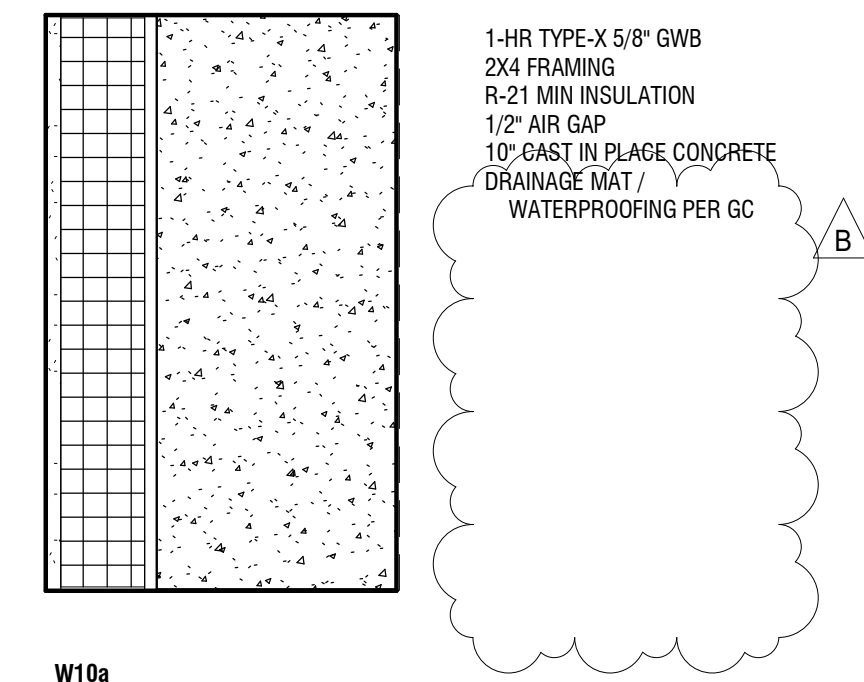 1-HR TYPE-X 5/8" GWB
2X4 FRAMING
R-21 MIN INSULATION
1/2" AIR GAP
10" CAST IN PLACE CONCRETE
DRAINAGE MAT /
WATERPROOFING PER GC
B
W10a